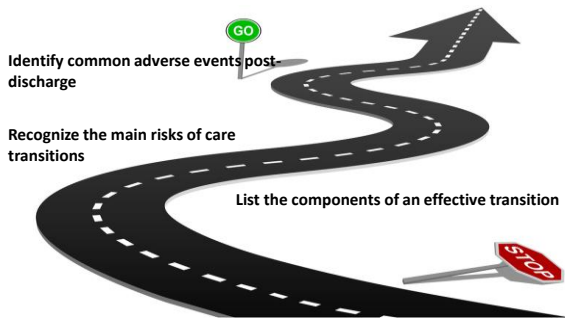 GO
Identify common adverse events post-
discharge
Recognize the main risks of care
transitions
List the components of an effective transition
STOP